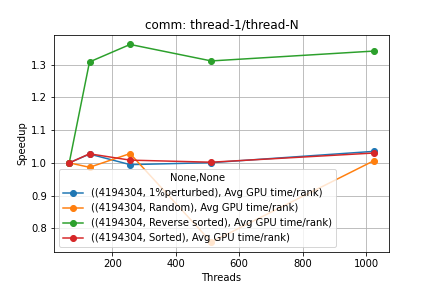 comm: thread-1/thread-N
Speedup
1.3
1.2
1.1
1.0
0.9
0.8
None,None
((4194304, 1%perturbed), Avg GPU time/rank)
((4194304, Random), Avg GPU time/rank)
((4194304, Reverse sorted), Avg GPU time/rank)
((4194304, Sorted), Avg GPU time/rank)
200 400 600 800 1000
Threads